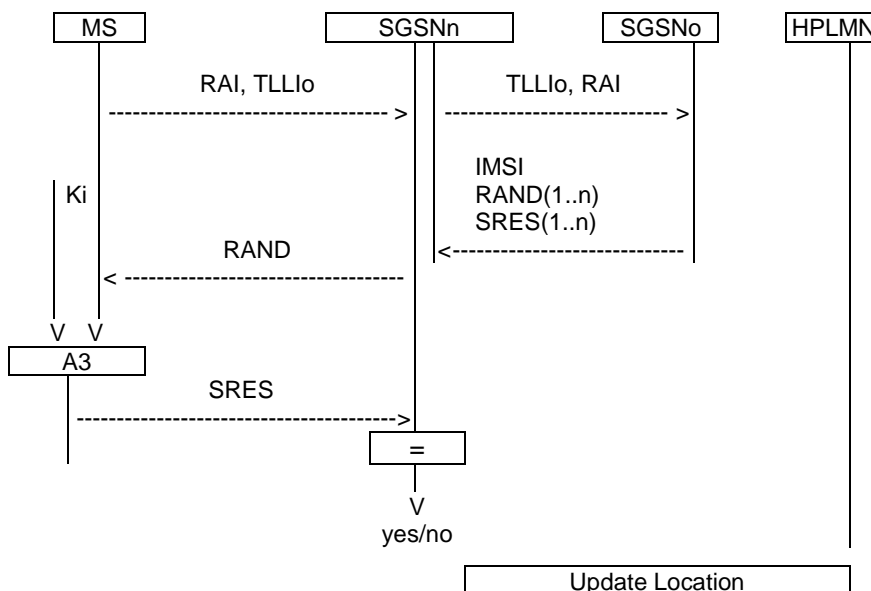 MS SGSNn SGSNo HPLMN
RAI, TLLIo TLLIo, RAI
------------------------------- > ------------------------- >
IMSI
Ki RAND(1..n)
SRES(1..n)
RAND <--------------------------
< -------------------------------
V V
A3
SRES
------------------------------------>
=
V
yes/no
Update Location